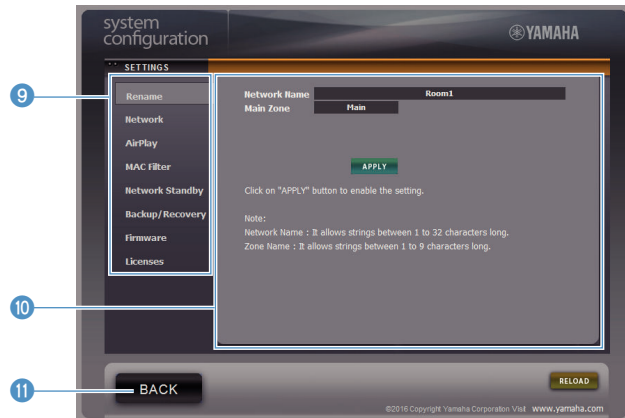 system
configuration
YAMAHA
SETTINGS
9
Rename
Network
AirPlay
MAC Filter
Network Standby
Backup/Recovery
Firmware
Licenses
Network Name Room1
Main Zone Main
APPLY
Click on "APPLY" button to enable the setting.
Note:
Network Name : It allows strings between 1 to 32 characters long.
Zone Name : It allows strings between 1 to 9 characters long.
10
11
BACK
RELOAD
©2016 Copyright Yamaha Corporation Visit www.yamaha.com